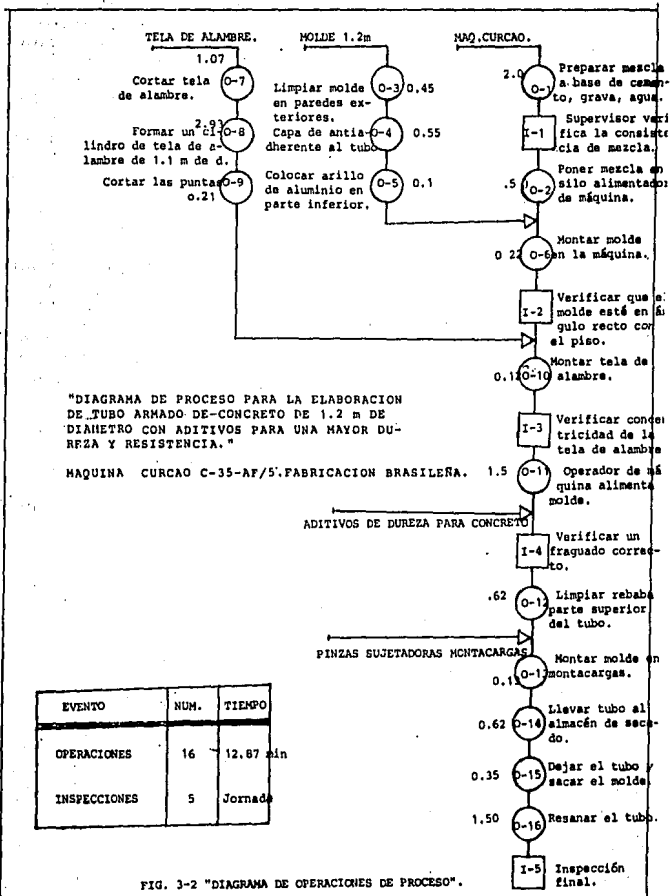 TELA DE ALAMBRE.
1.07
O-7
Cortar tela
de alambre.
2.93
O-8
Formar un ci-
lindro de tela de a-
lambre de 1.1 m de d.
O-9
Cortar las puntas
0.21
MOLDE 1.2m
O-3
0.45
Limpiar molde
en paredes ex-
teriores.
O-4
0.55
Capa de antia-
dherente al tubo
O-5
0.1
Colocar arillo
de aluminio en
parte inferior.
MAQ.CURCAO.
2.0
O-1
Preparar mezcla
a base de cemen-
to, grava, agua.
I-1
Supervisor veri
fica la consiste
cia de mezcla.
.5
O-2
Poner mezcla en
silo alimentador
de máquina.
0 22
O-6
Montar molde
en la máquina.
I-2
Verificar que e
molde esté en á
gulo recto con
el piso.
O-10
Montar tela de
alambre.
I-3
Verificar conce
tricidad de la
tela de alambre
1.5
O-11
Operador de má
quina alimenta
molde.
ADITIVOS DE DUREZA PARA CONCRETO
I-4
Verificar un
fraguado correc-
to.
.62
O-12
Limpiar rebaba
parte superior
del tubo.
PINZAS SUJETADORAS MONTACARGAS
O-13
Montar molde en
montacargas.
0.62
O-14
Llevar tubo al
almacén de seca-
do.
0.35
O-15
Dejar el tubo y
sacar el molde
1.50
O-16
Resanar el tubo.
I-5
Inspección
final.
"DIAGRAMA DE PROCESO PARA LA ELABORACION
DE TUBO ARMADO DE-CONCRETO DE 1.2 m DE
DIAMETRO CON ADITIVOS PARA UNA MAYOR DU-
REZA Y RESISTENCIA."
MAQUINA CURCAO C-35-AF/5.FABRICACION BRASILEÑA.
EVENTO NUM. TIEMPO
OPERACIONES 16 12.87 min
INSPECCIONES 5 Jornada
FIG. 3-2 "DIAGRAMA DE OPERACIONES DE PROCESO".